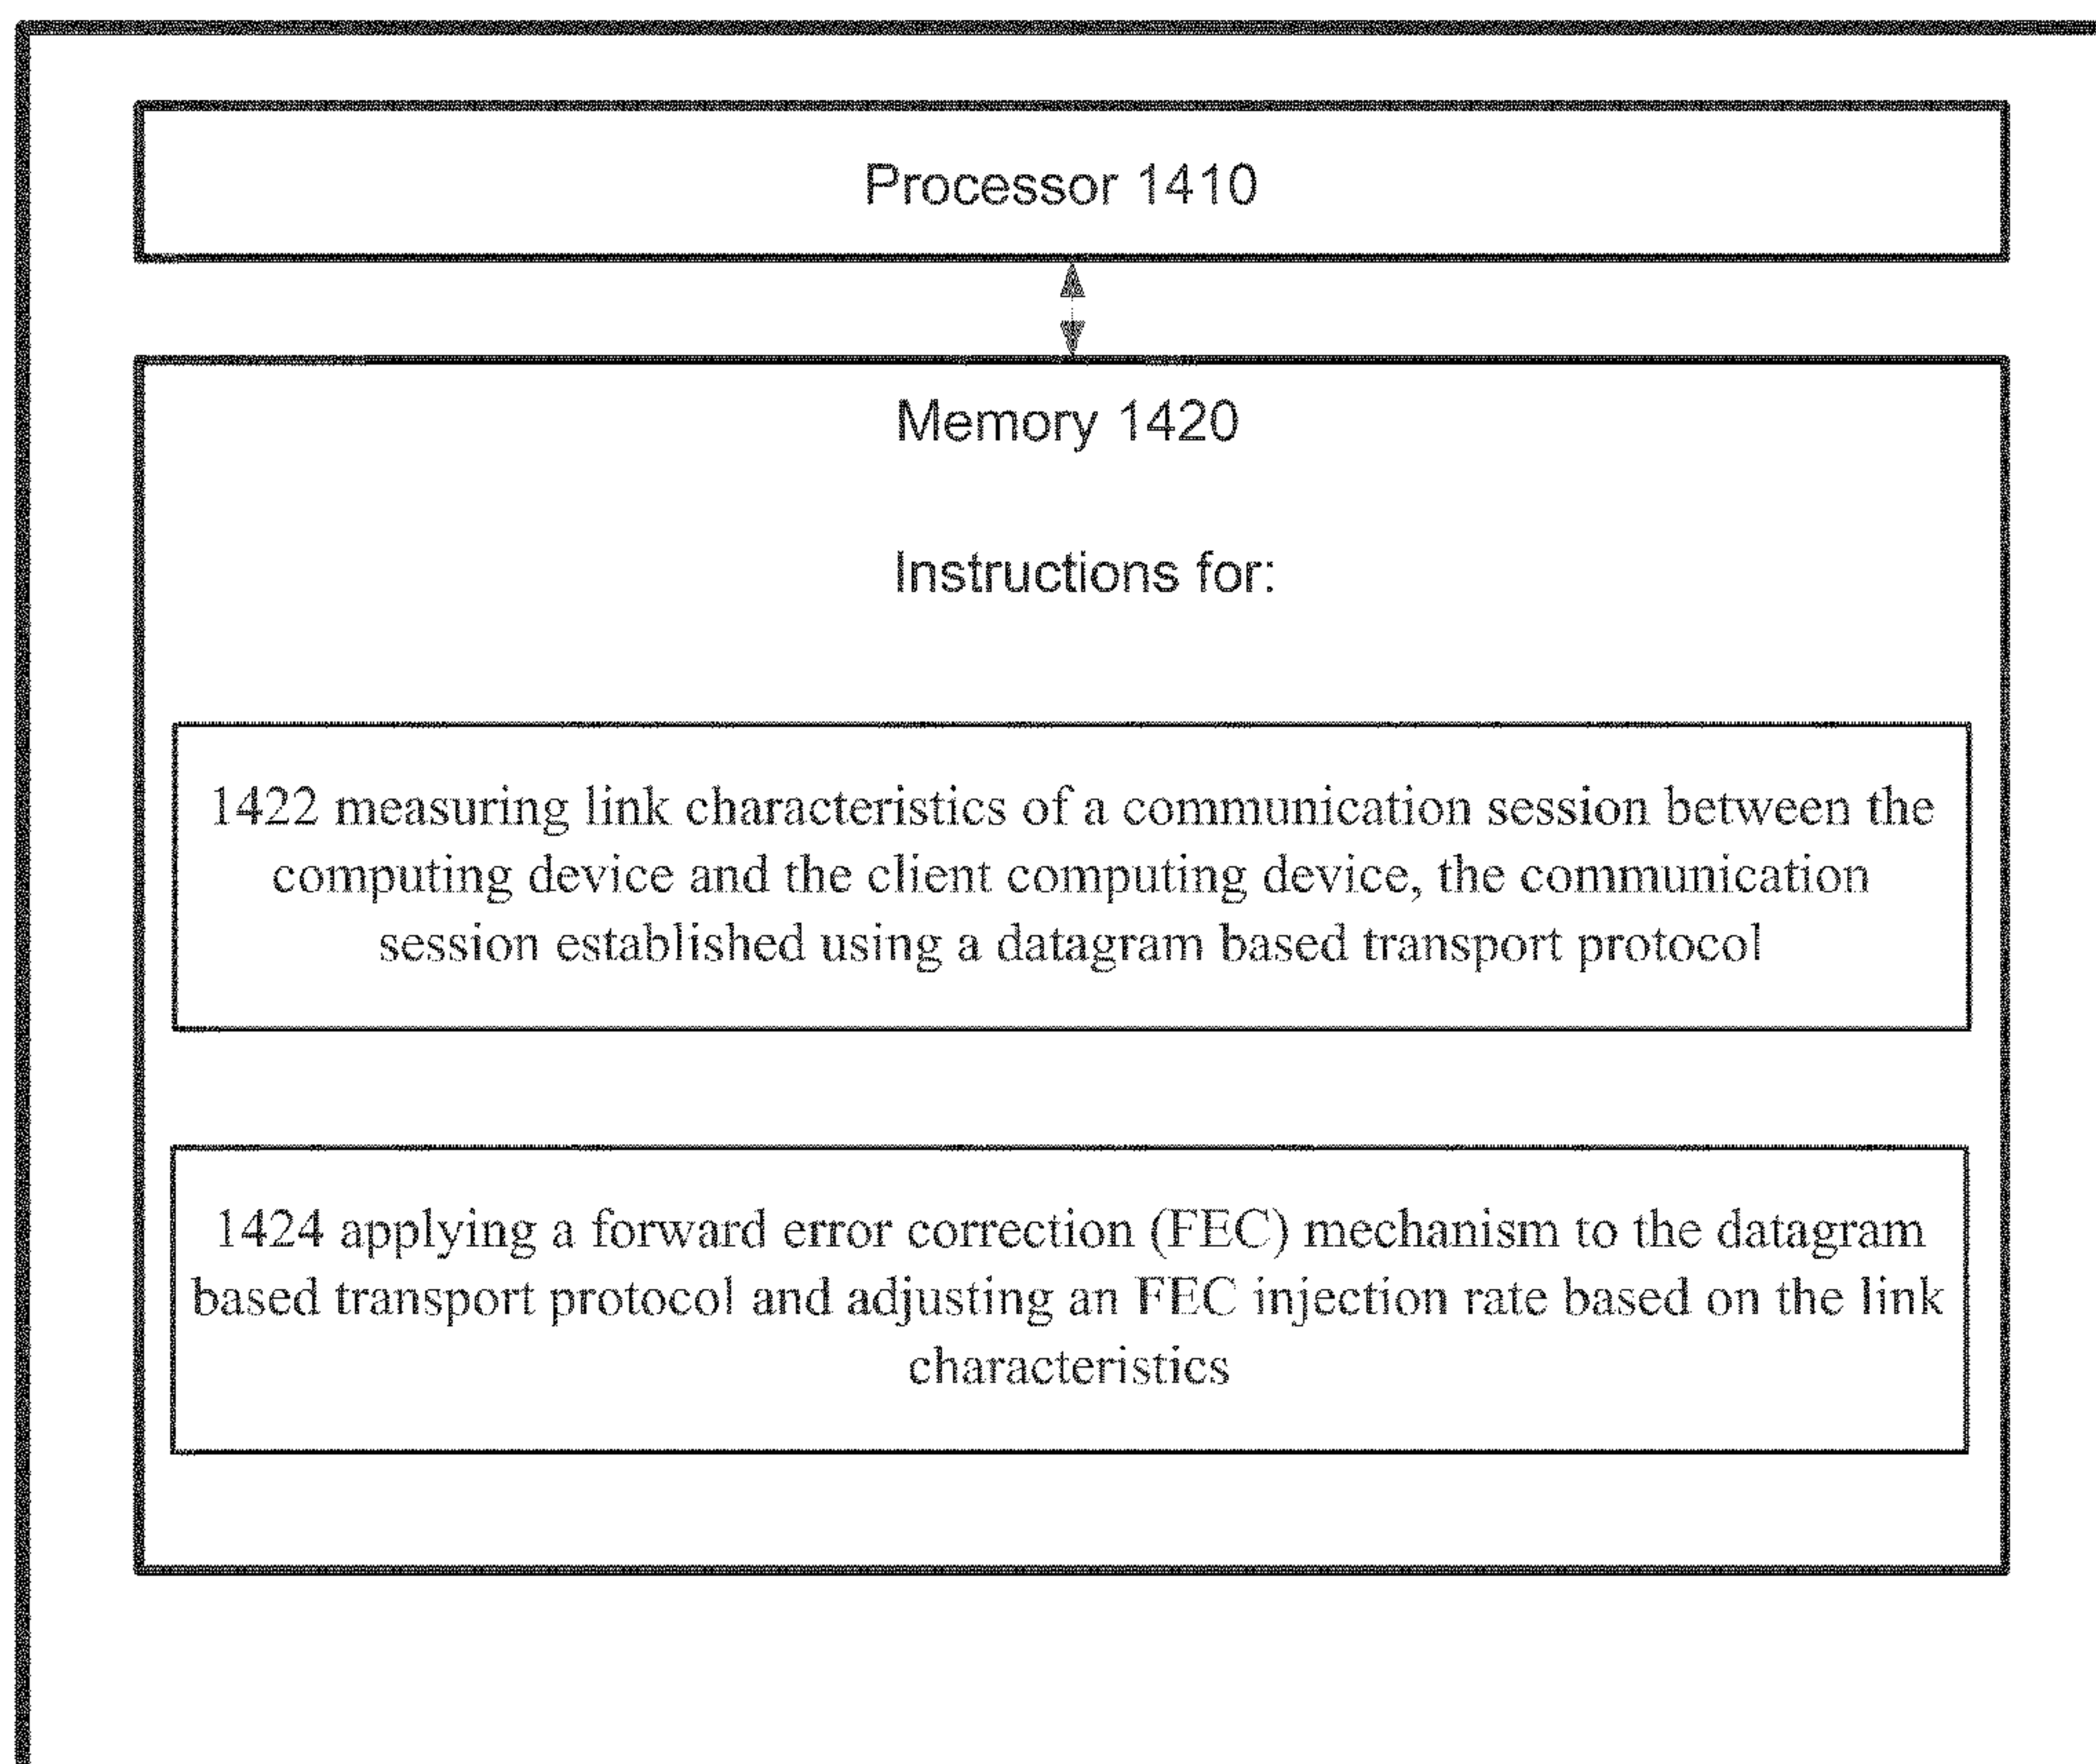 Processor 1410
Memory 1420
Instructions for:
1422 measuring link characteristics of a communication session between the
computing device and the client computing device, the communication
session established using a datagram based transport protocol
1424 applying a forward error correction (FEC) mechanism to the datagram
based transport protocol and adjusting an FEC injection rate based on the link
characteristics